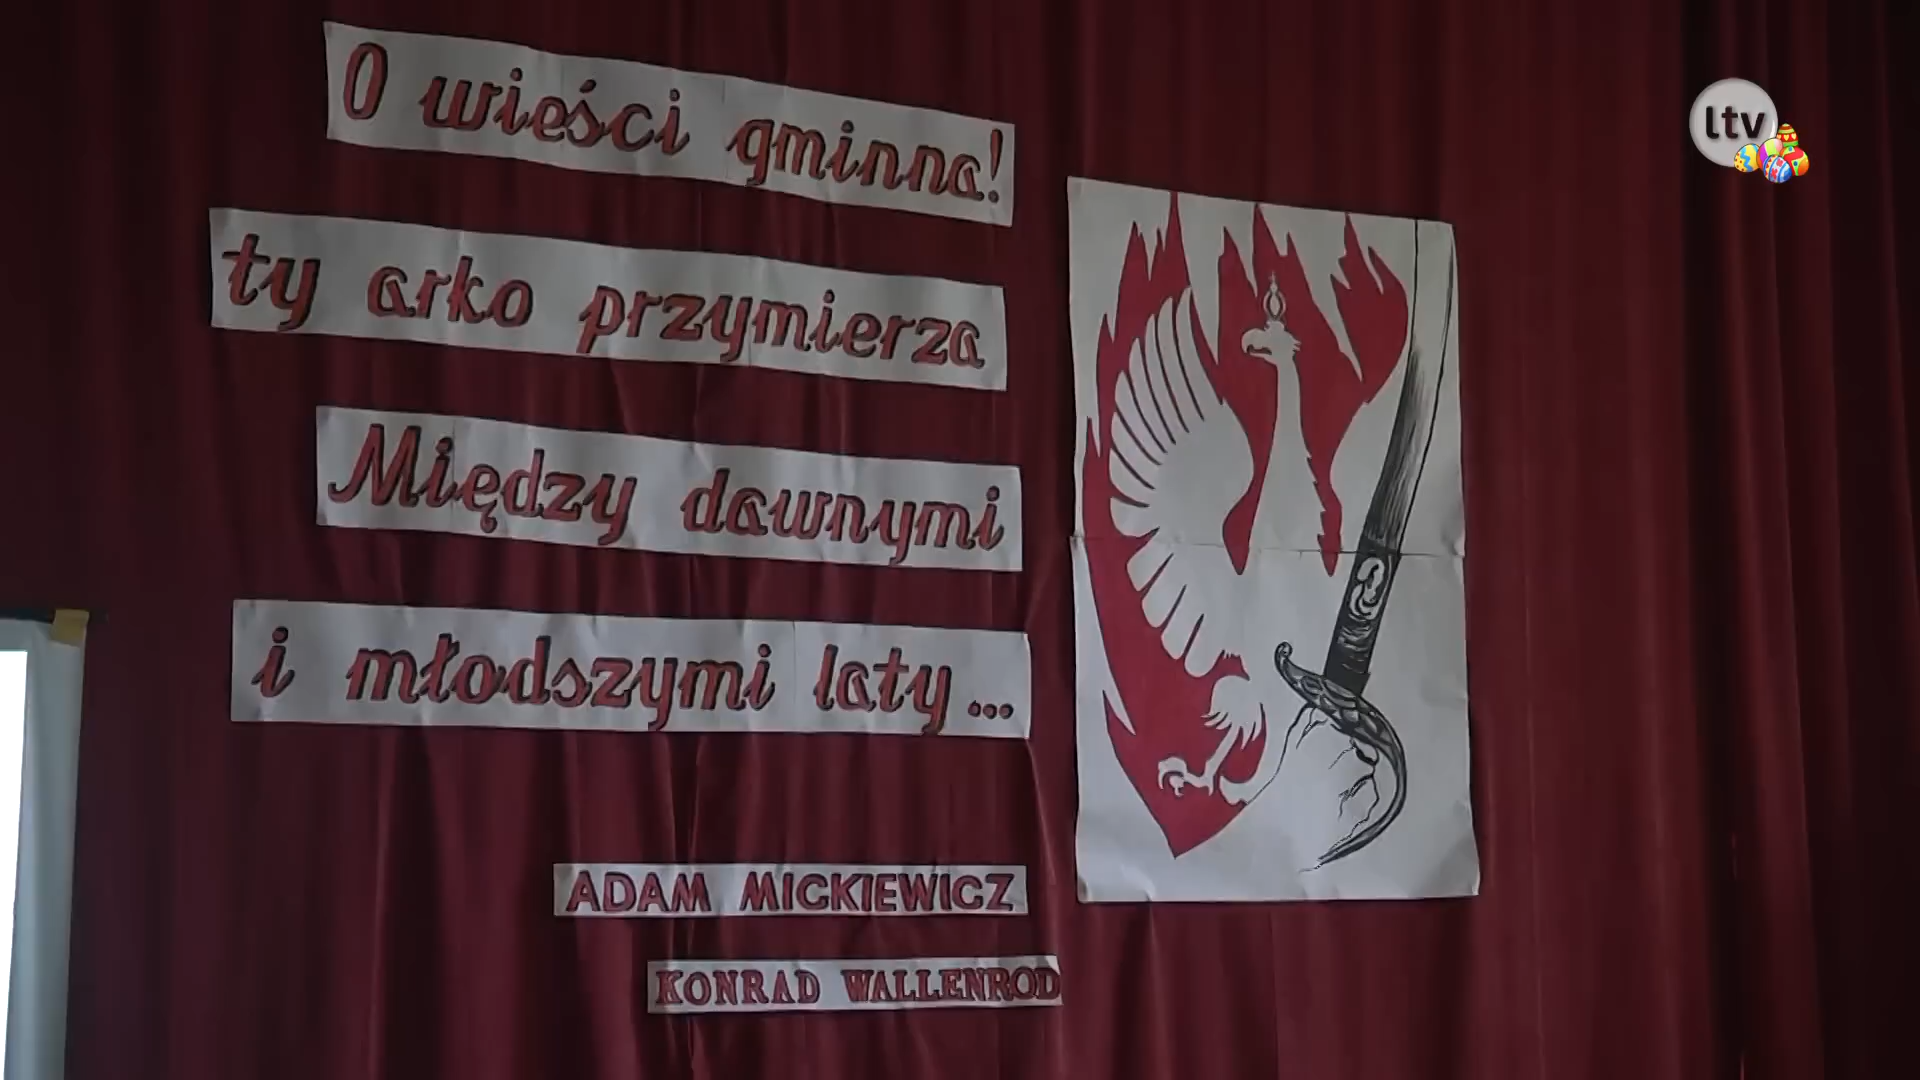 O wieści gminna!
ty arko przymierza
Między dawnymi
i młodszymi laty...
ADAM MICKIEWICZ
KONRAD WALLENROD
ltv